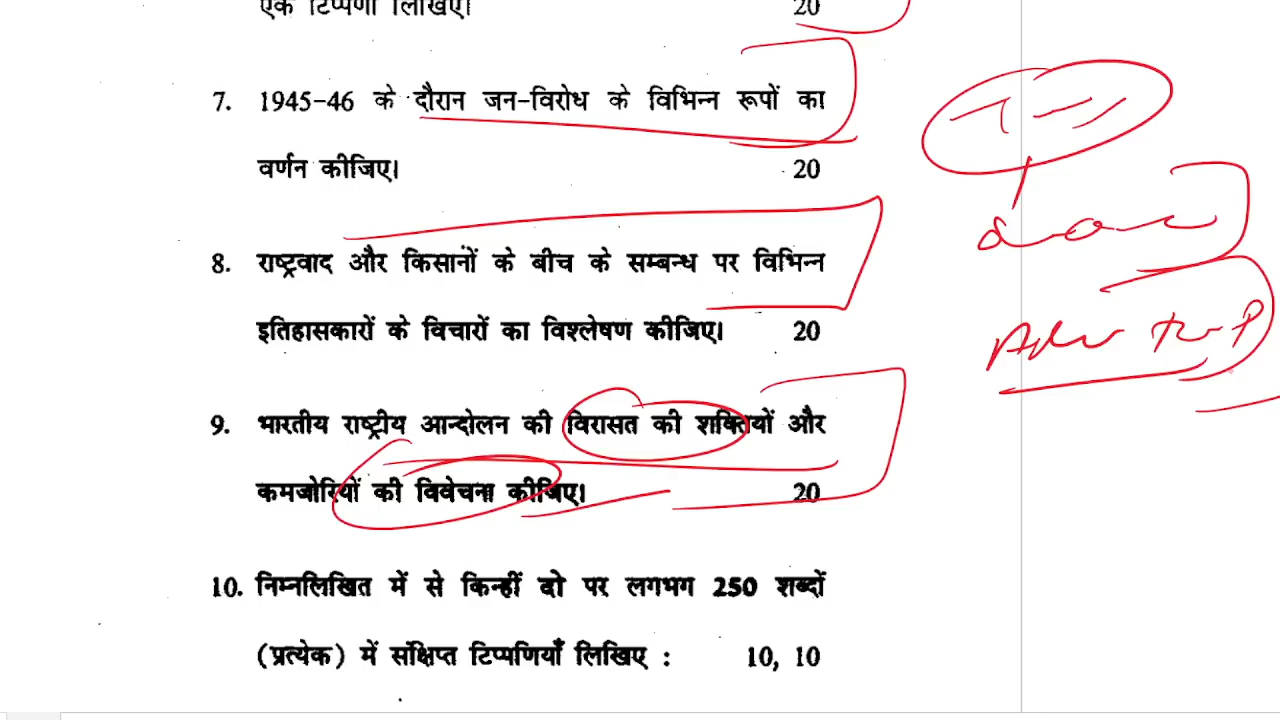 एक टिप्पणी लिखिए। 20
7. 1945-46 के दौरान जन-विरोध के विभिन्न रूपों का
वर्णन कीजिए। 20
8. राष्ट्रवाद और किसानों के बीच के सम्बन्ध पर विभिन्न
इतिहासकारों के विचारों का विश्लेषण कीजिए। 20
9. भारतीय राष्ट्रीय आन्दोलन की विरासत की शक्तियों और
कमजोरियों की विवेचना कीजिए। 20
10. निम्नलिखित में से किन्हीं दो पर लगभग 250 शब्दों
(प्रत्येक) में संक्षिप्त टिप्पणियाँ लिखिए : 10, 10